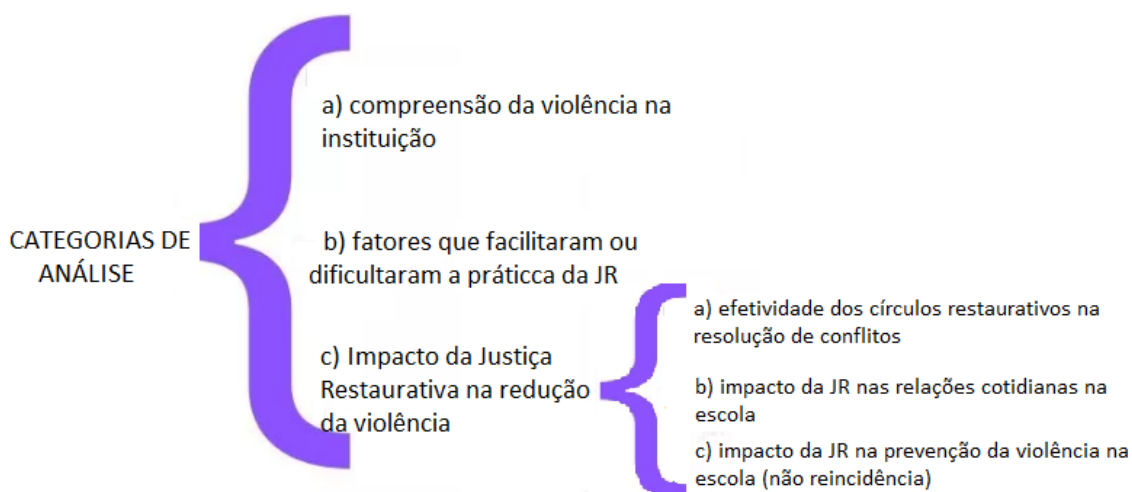 CATEGORIAS DE
ANÁLISE
a) compreensão da violência na
instituição
b) fatores que facilitaram ou
dificultaram a práticca da JR
c) Impacto da Justiça
Restaurativa na redução
da violência
a) efetividade dos círculos restaurativos na
resolução de conflitos
b) impacto da JR nas relações cotidianas na
escola
c) impacto da JR na prevenção da violência na
escola (não reincidência)